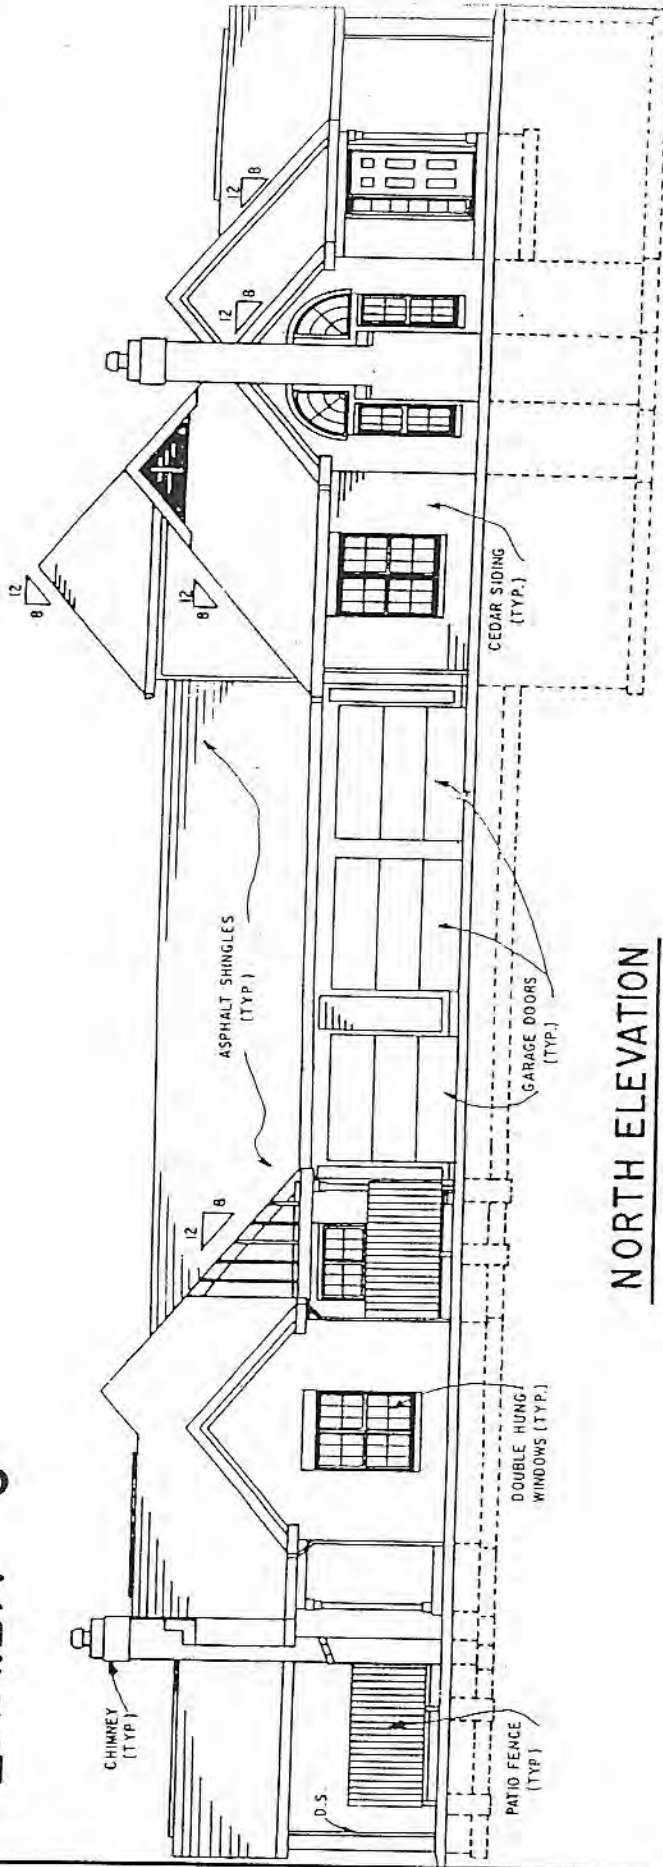 CHIMNEY
(TYP)
D.S.
PATIO FENCE
(TYP)
DOUBLE HUNG
WINDOWS (TYP.)
12
8
ASPHALT SHINGLES
(TYP.)
GARAGE DOORS
(TYP.)
12
8
12
8
CEDAR SIDING
(TYP.)
12
8
12
8
NORTH ELEVATION